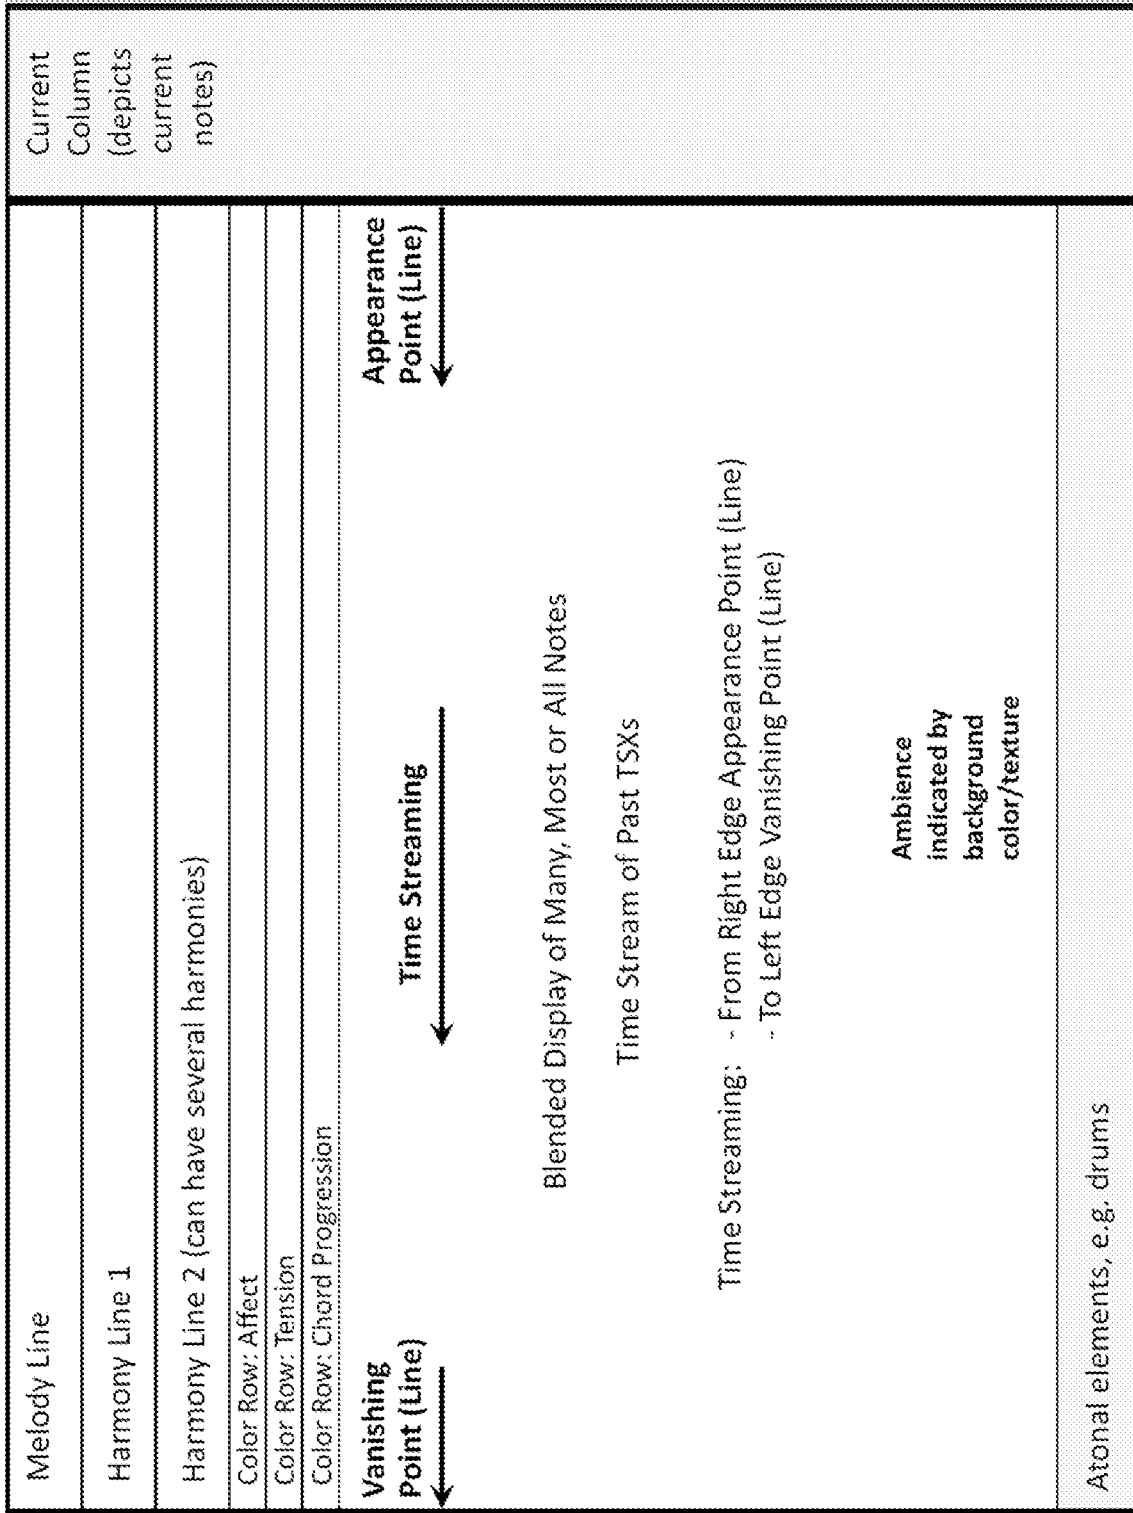 Melody Line
Harmony Line 1
Harmony Line 2 (can have several harmonies)
Color Row: Affect
Color Row: Tension
Color Row: Chord Progression
Current
Column
(depicts
current
notes)
Vanishing
Point (Line)
Time Streaming
Appearance
Point (Line)
Blended Display of Many, Most or All Notes
Time Stream of Past TSXs
Time Streaming: - From Right Edge Appearance Point (Line)
- To Left Edge Vanishing Point (Line)
Ambience
indicated by
background
color/texture
Atonal elements, e.g. drums